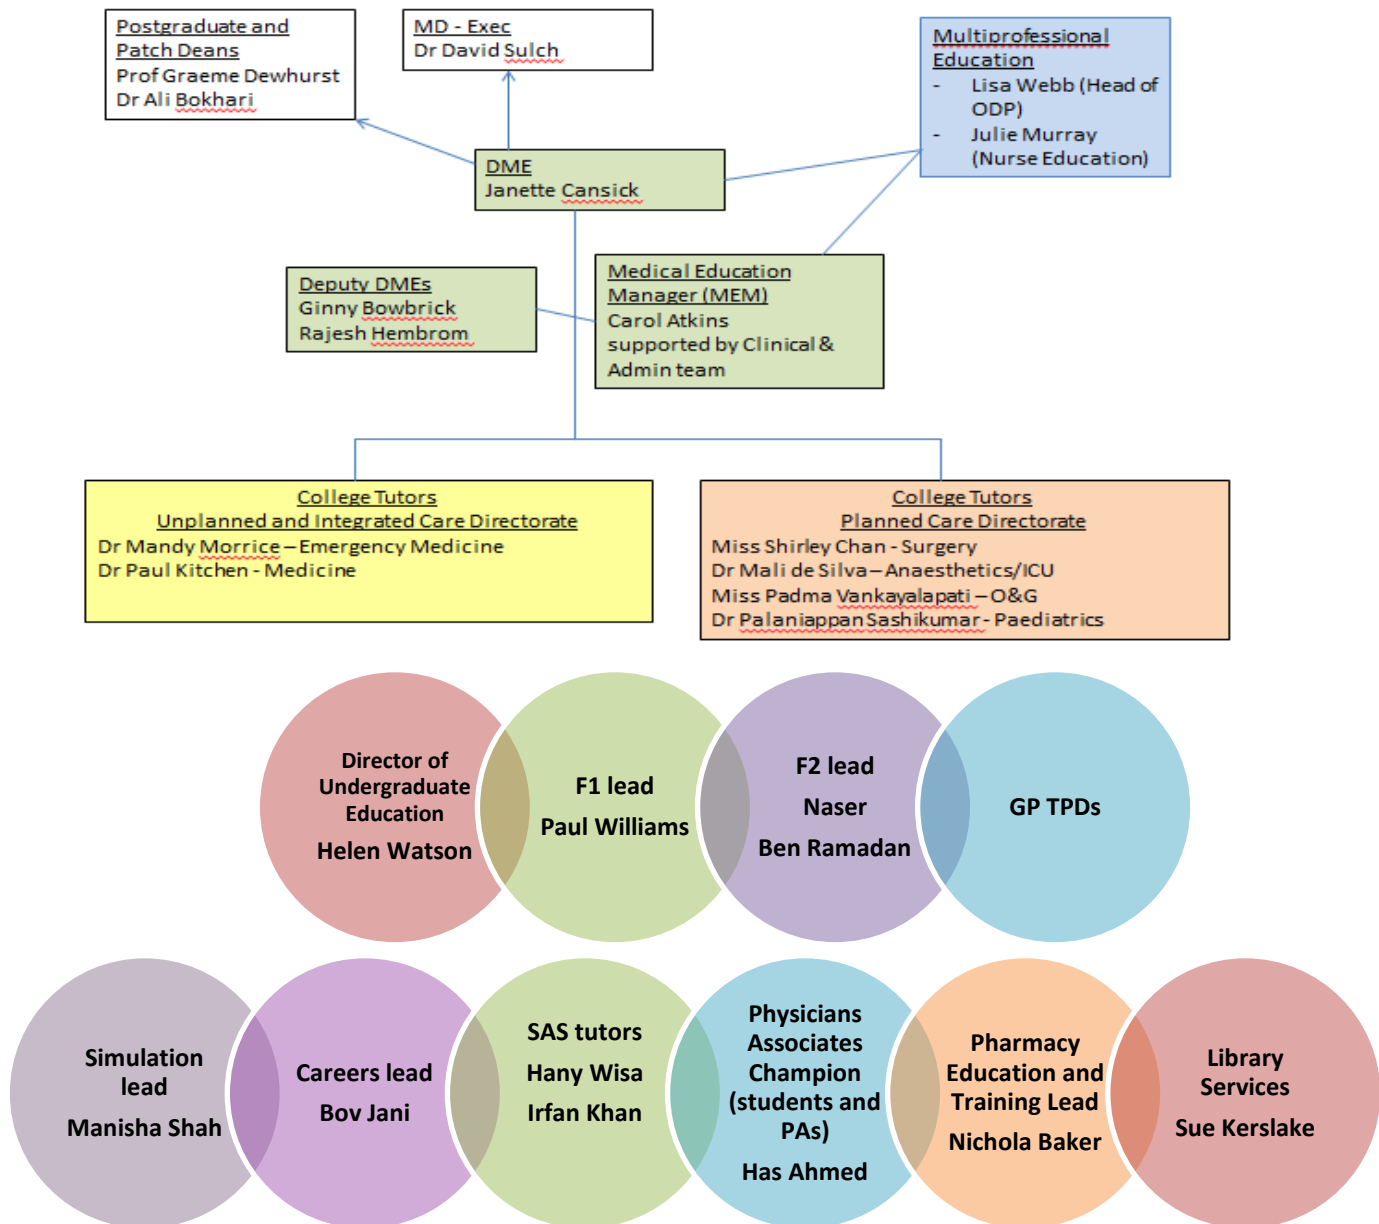 Postgraduate and
Patch Deans
Prof Graeme Dewhurst
Dr Ali Bokhari
MD - Exec
Dr David Sulch
Multiprofessional
Education
- Lisa Webb (Head of
ODP)
- Julie Murray
(Nurse Education)
DME
Janette Cansick
Deputy DMEs
Ginny Bowbrick
Rajesh Hembrom
Medical Education
Manager (MEM)
Carol Atkins
supported by Clinical &
Admin team
College Tutors
Unplanned and Integrated Care Directorate
Dr Mandy Morrice – Emergency Medicine
Dr Paul Kitchen - Medicine
College Tutors
Planned Care Directorate
Miss Shirley Chan - Surgery
Dr Mali de Silva – Anaesthetics/ICU
Miss Padma Vankayalapati – O&G
Dr Palaniappan Sashikumar - Paediatrics
Director of
Undergraduate
Education
Helen Watson
F1 lead
Paul Williams
F2 lead
Naser
Ben Ramadan
GP TPDs
Simulation
lead
Manisha Shah
Careers lead
Bov Jani
SAS tutors
Hany Wisa
Irfan Khan
Physicians
Associates
Champion
(students and
PAs)
Has Ahmed
Pharmacy
Education and
Training Lead
Nichola Baker
Library
Services
Sue Kerslake